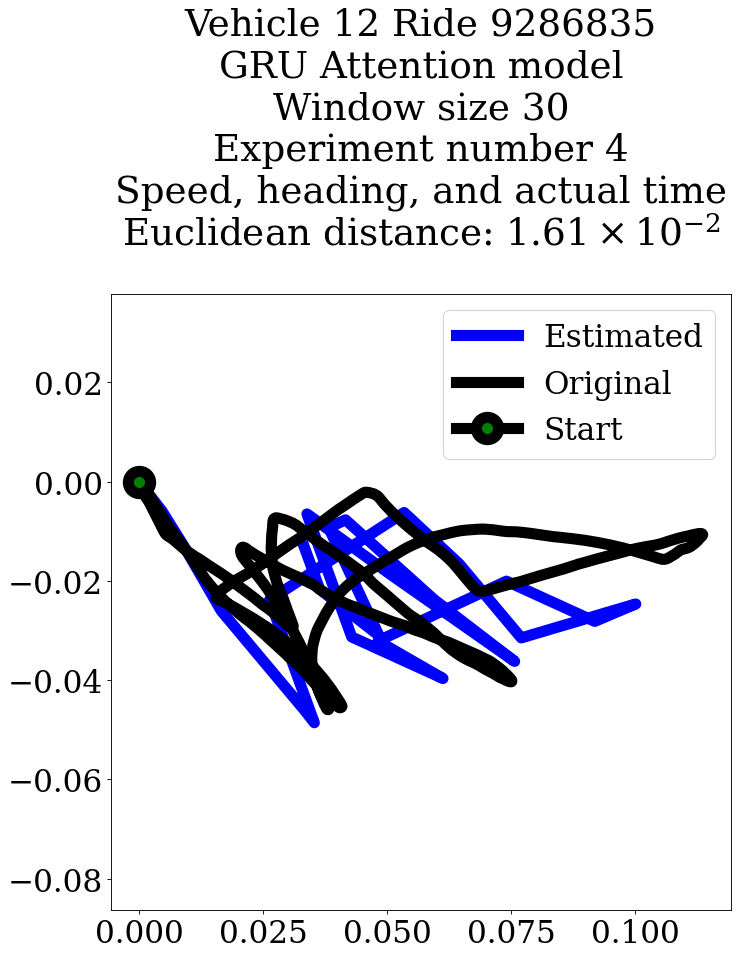 Vehicle 12 Ride 9286835
GRU Attention model
Window size 30
Experiment number 4
Speed, heading, and actual time
Euclidean distance: 1.61 × 10⁻²
Estimated
Original
Start
0.02
0.00
−0.02
−0.04
−0.06
−0.08
0.000 0.025 0.050 0.075 0.100